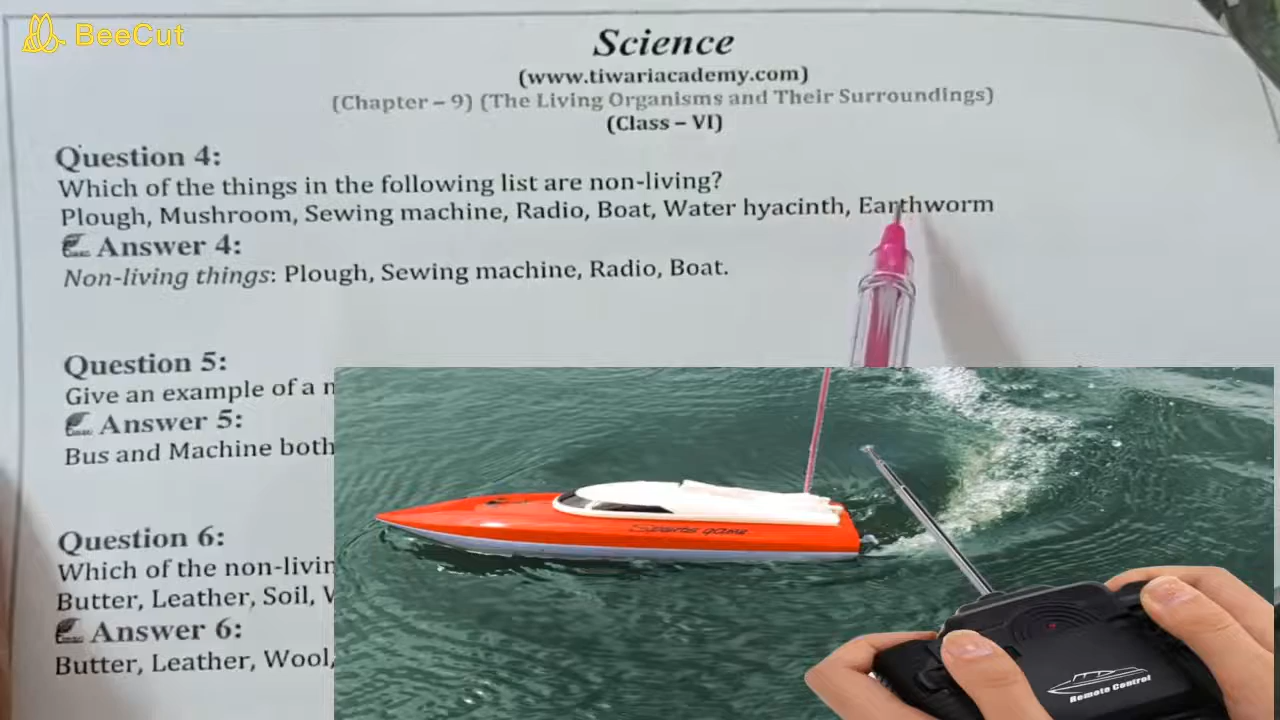 BeeCut
Science
(www.tiwariacademy.com)
(Chapter – 9) (The Living Organisms and Their Surroundings)
(Class – VI)
Question 4:
Which of the things in the following list are non-living?
Plough, Mushroom, Sewing machine, Radio, Boat, Water hyacinth, Earthworm
Answer 4:
Non-living things: Plough, Sewing machine, Radio, Boat.
Question 5:
Give an example of a
Answer 5:
Bus and Machine both
Question 6:
Which of the
Butter, Leather, Soil,
Answer 6:
Butter, Leather, Wool,
Sports game
Remote Control